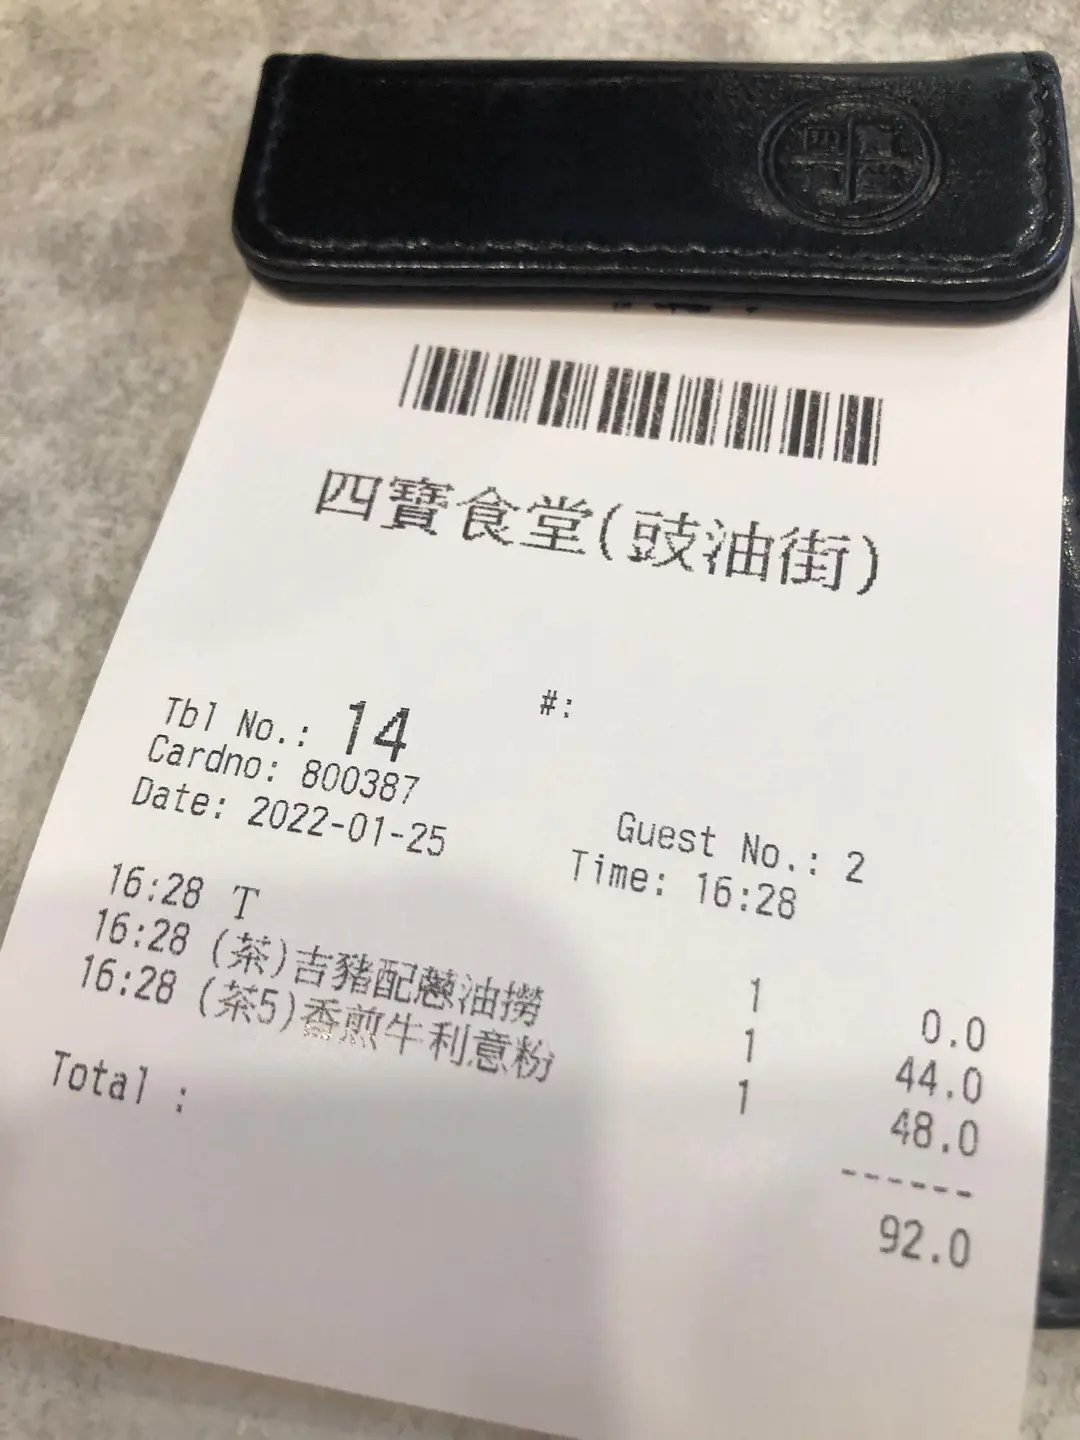 四寶食堂(豉油街)
#:
Tbl No.: 14
Cardno: 800387
Date: 2022-01-25
Guest No.: 2
Time: 16:28
16:28 T 1 0.0
16:28 (茶)吉豬配蔥油撈 1 44.0
16:28 (茶5)香煎牛利意粉 1 48.0
------
Total : 92.0